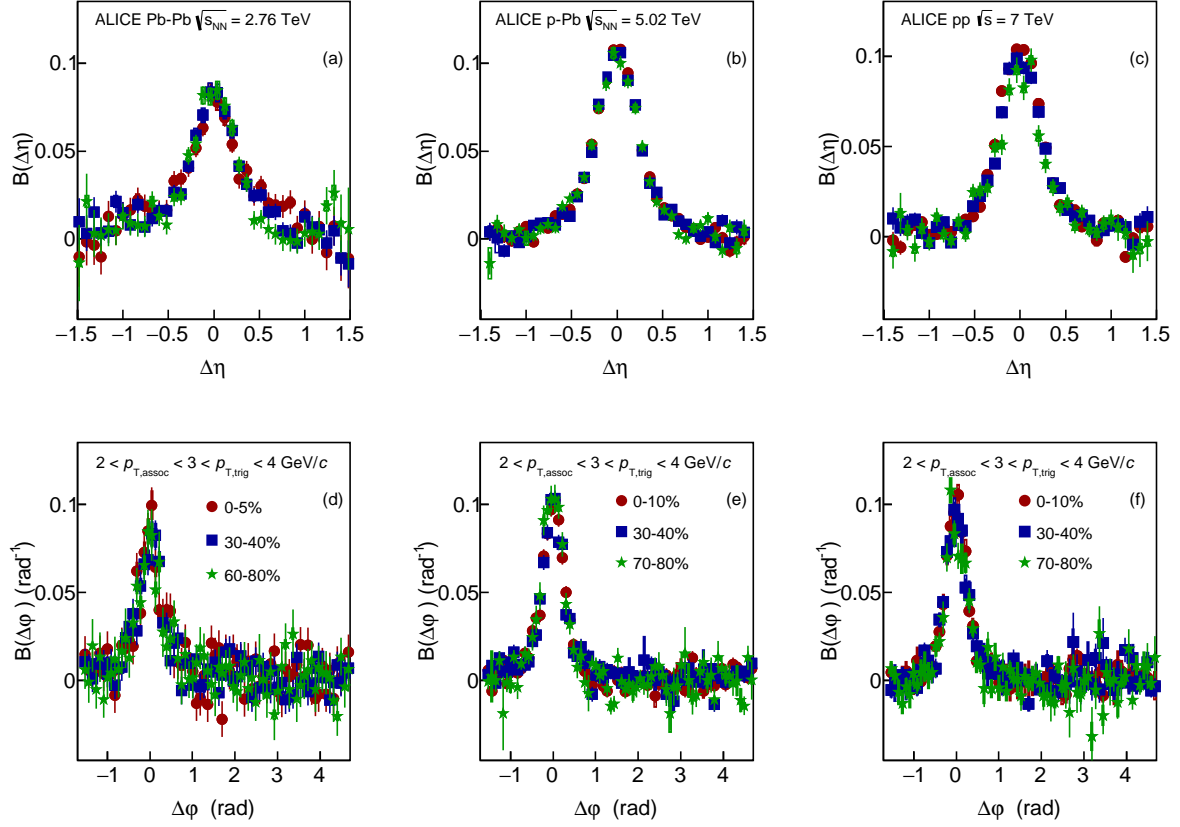 ALICE Pb-Pb √s_NN = 2.76 TeV
(a)
B(Δη)
0.1
0.05
0
−1.5 −1 −0.5 0 0.5 1 1.5
Δη
ALICE p-Pb √s_NN = 5.02 TeV
(b)
B(Δη)
0.1
0.05
0
−1.5 −1 −0.5 0 0.5 1 1.5
Δη
ALICE pp √s = 7 TeV
(c)
B(Δη)
0.1
0.05
0
−1.5 −1 −0.5 0 0.5 1 1.5
Δη
2 < p_T,assoc < 3 < p_T,trig < 4 GeV/c
(d)
0-5%
30-40%
60-80%
B(Δφ) (rad⁻¹)
0.1
0.05
0
−1 0 1 2 3 4
Δφ (rad)
2 < p_T,assoc < 3 < p_T,trig < 4 GeV/c
(e)
0-10%
30-40%
70-80%
B(Δφ) (rad⁻¹)
0.1
0.05
0
−1 0 1 2 3 4
Δφ (rad)
2 < p_T,assoc < 3 < p_T,trig < 4 GeV/c
(f)
0-10%
30-40%
70-80%
B(Δφ) (rad⁻¹)
0.1
0.05
0
−1 0 1 2 3 4
Δφ (rad)